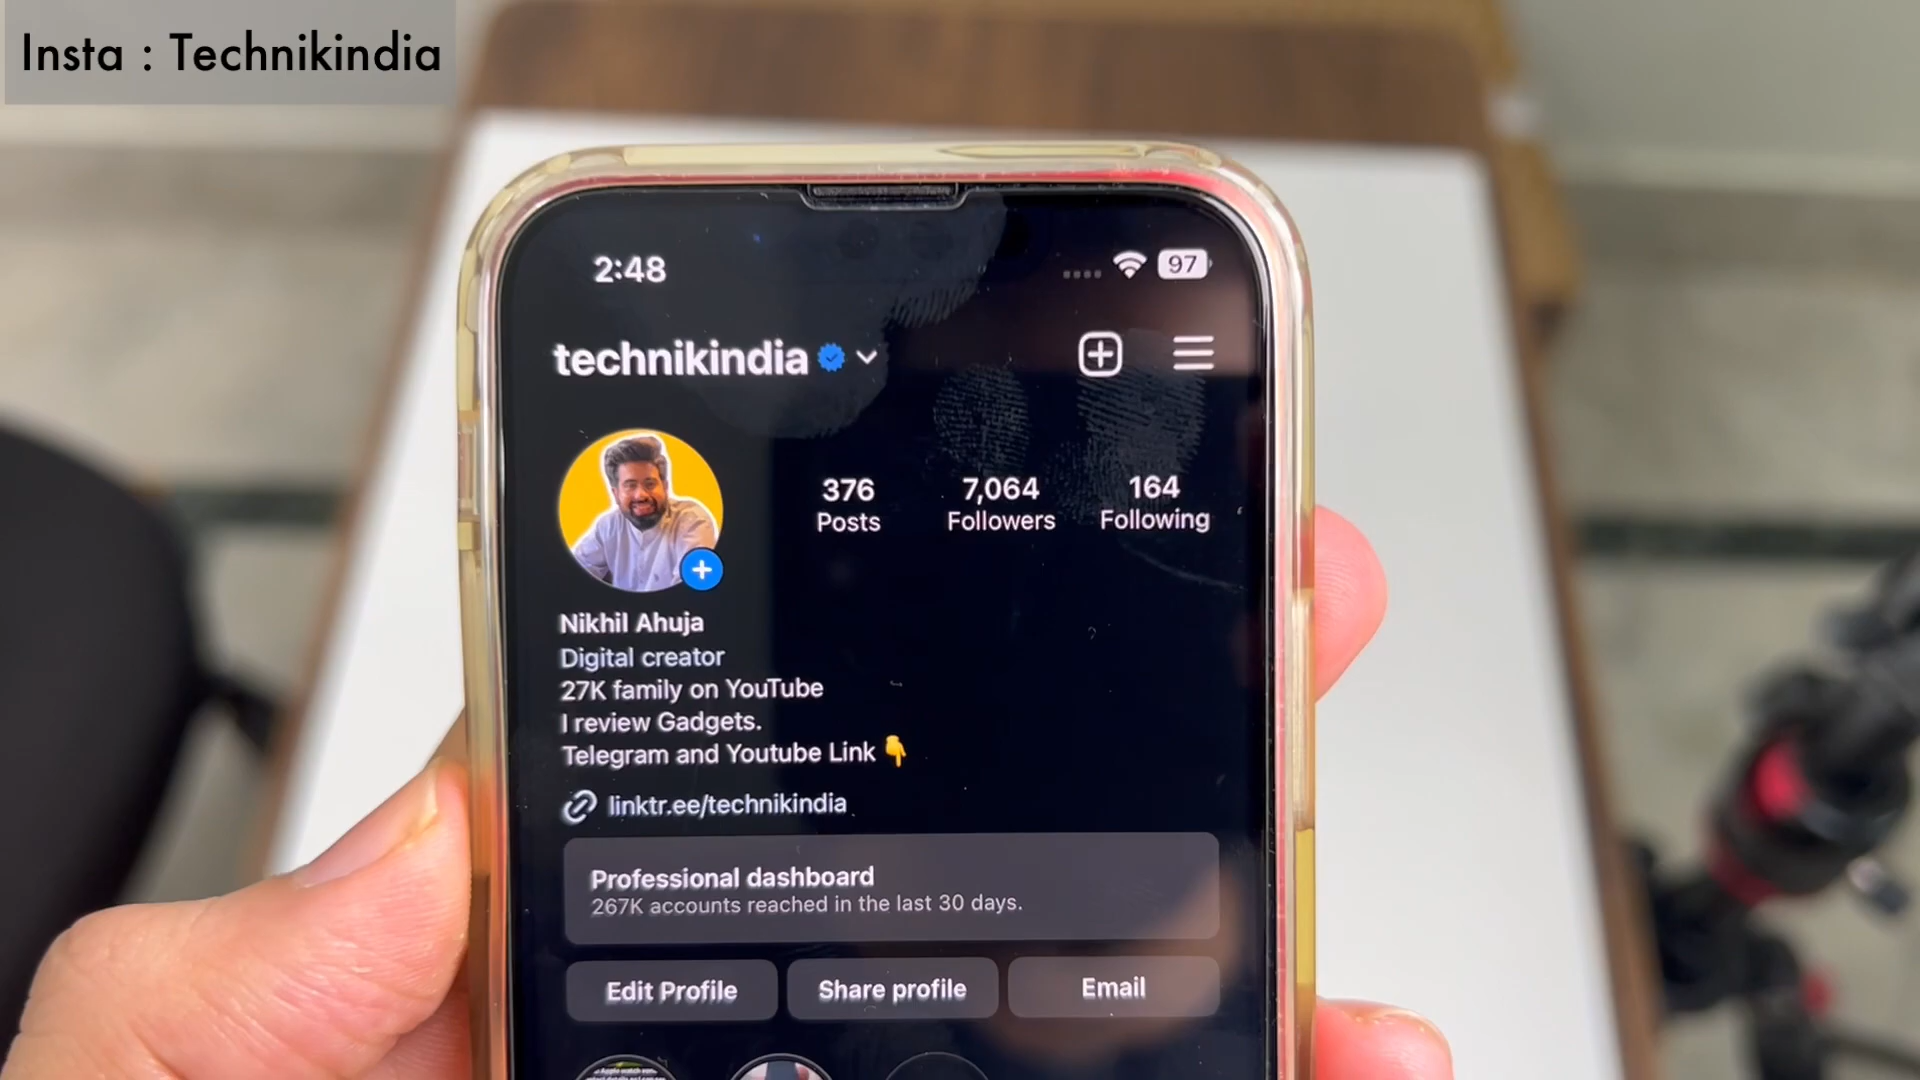 Insta : Technikindia
2:48
97
technikindia
376
Posts
7,064
Followers
164
Following
Nikhil Ahuja
Digital creator
27K family on YouTube
I review Gadgets.
Telegram and Youtube Link👇
linktr.ee/technikindia
Professional dashboard
267K accounts reached in the last 30 days.
Edit Profile
Share profile
Email